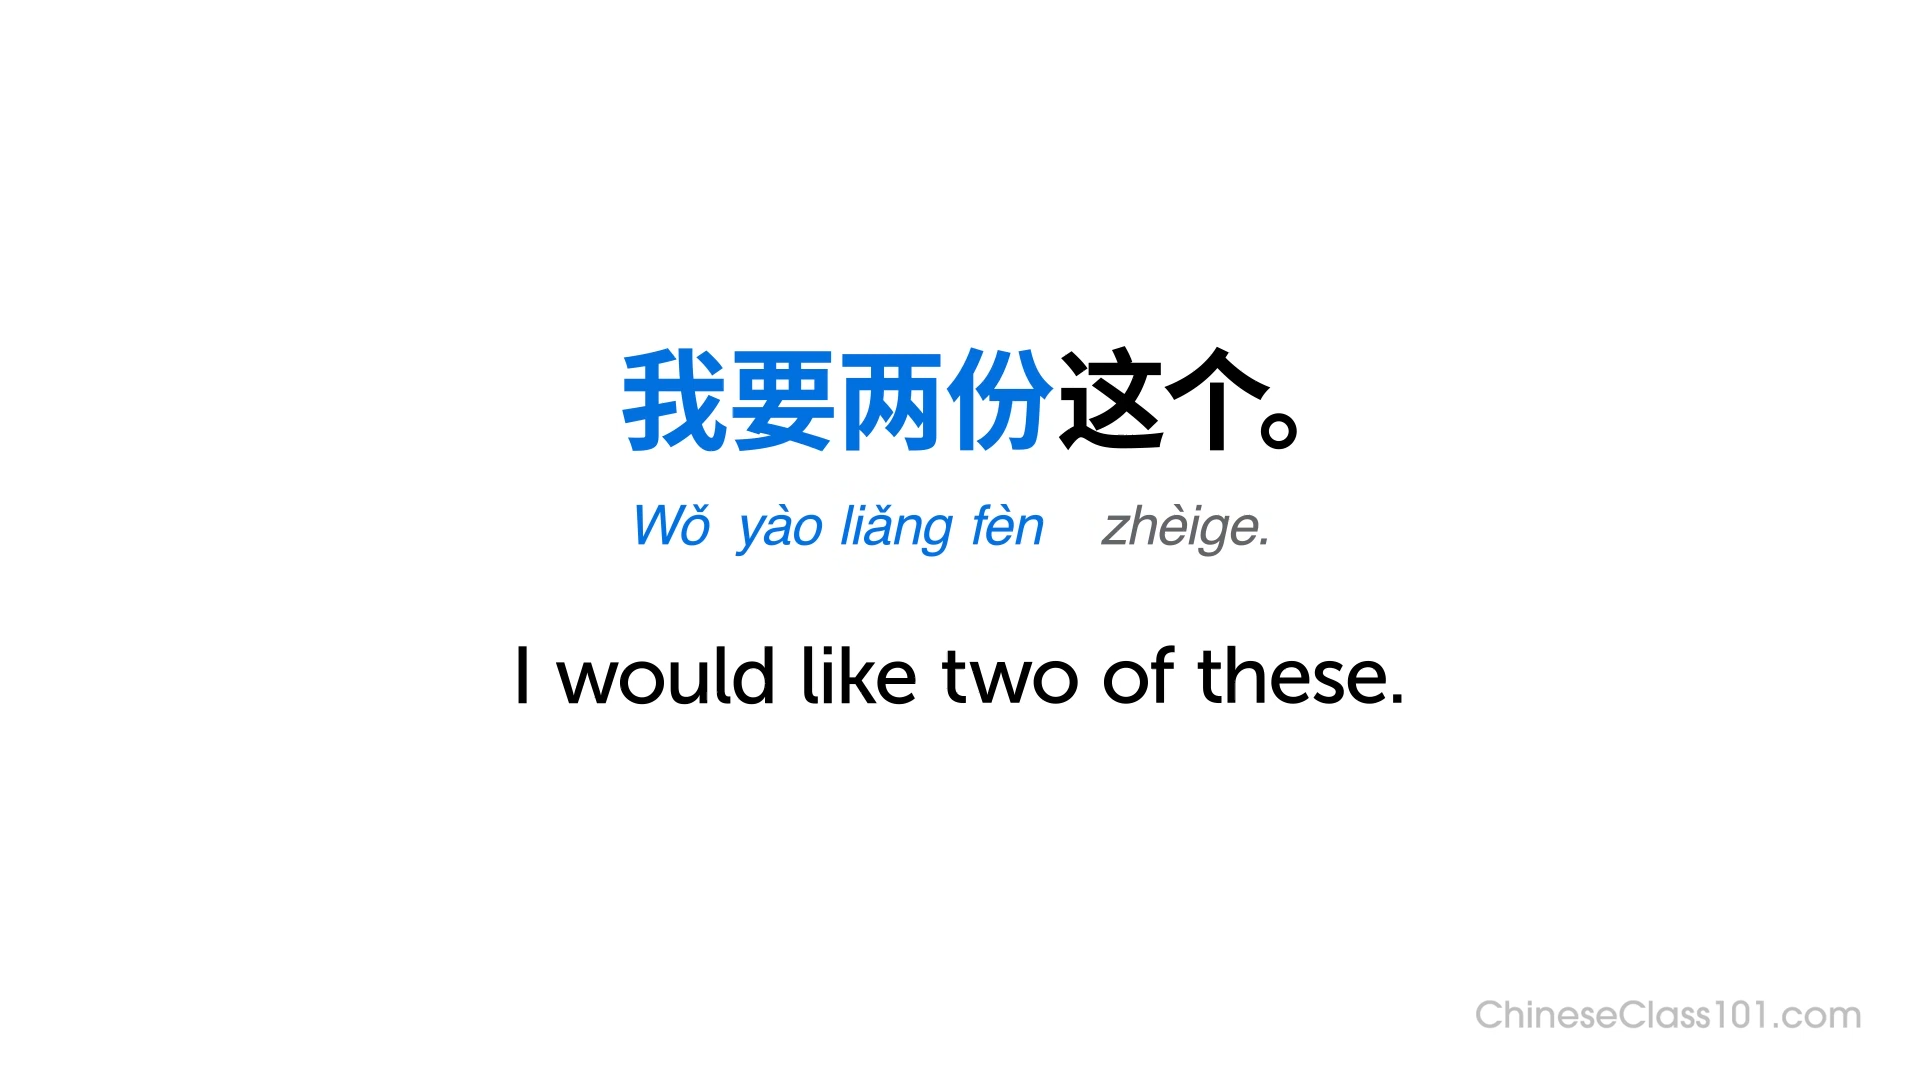 我要两份这个。
Wǒ yào liǎng fèn zhèige.
I would like two of these.
ChineseClass101.com